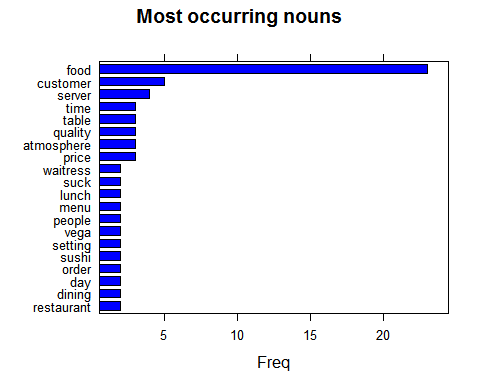 Most occurring nouns
food
customer
server
time
table
quality
atmosphere
price
waitress
suck
lunch
menu
people
vega
setting
sushi
order
day
dining
restaurant
5 10 15 20
Freq